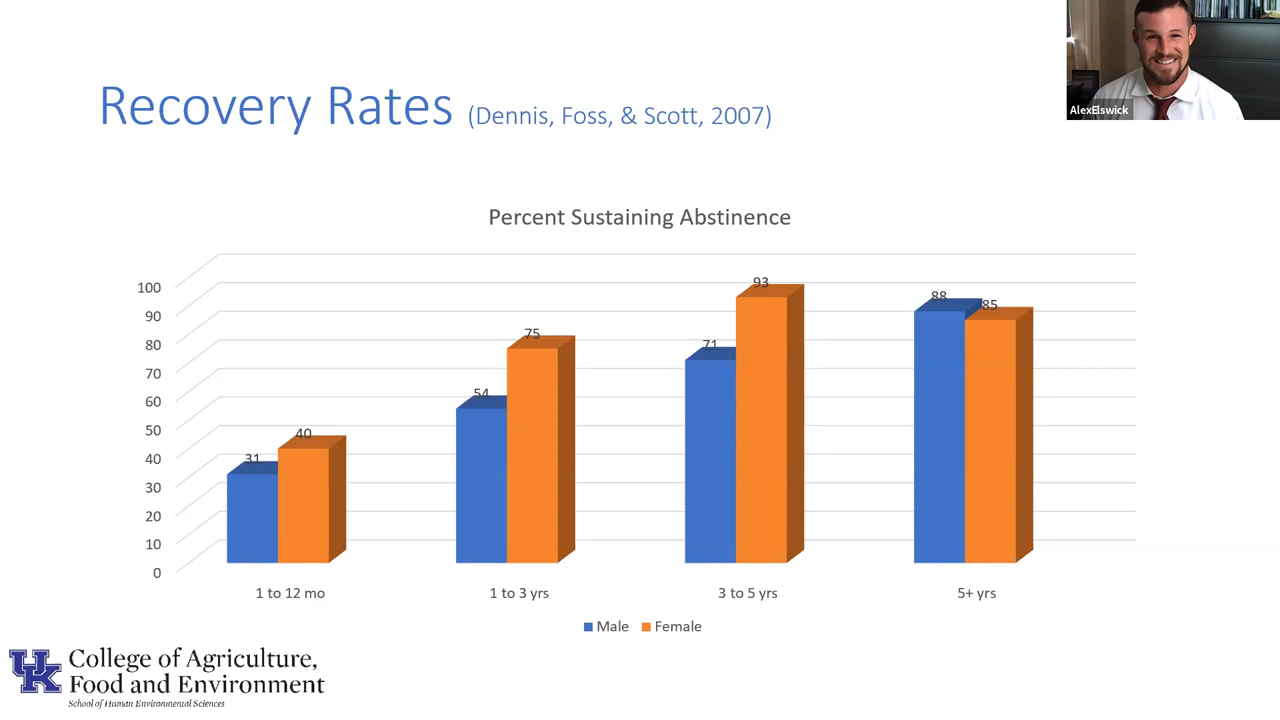 AlexElswick
Recovery Rates (Dennis, Foss, & Scott, 2007)
Percent Sustaining Abstinence
100
90
80
70
60
50
40
30
20
10
0
31
40
54
75
71
93
88
85
1 to 12 mo
1 to 3 yrs
3 to 5 yrs
5+ yrs
Male Female
UK
College of Agriculture,
Food and Environment
School of Human Environmental Sciences